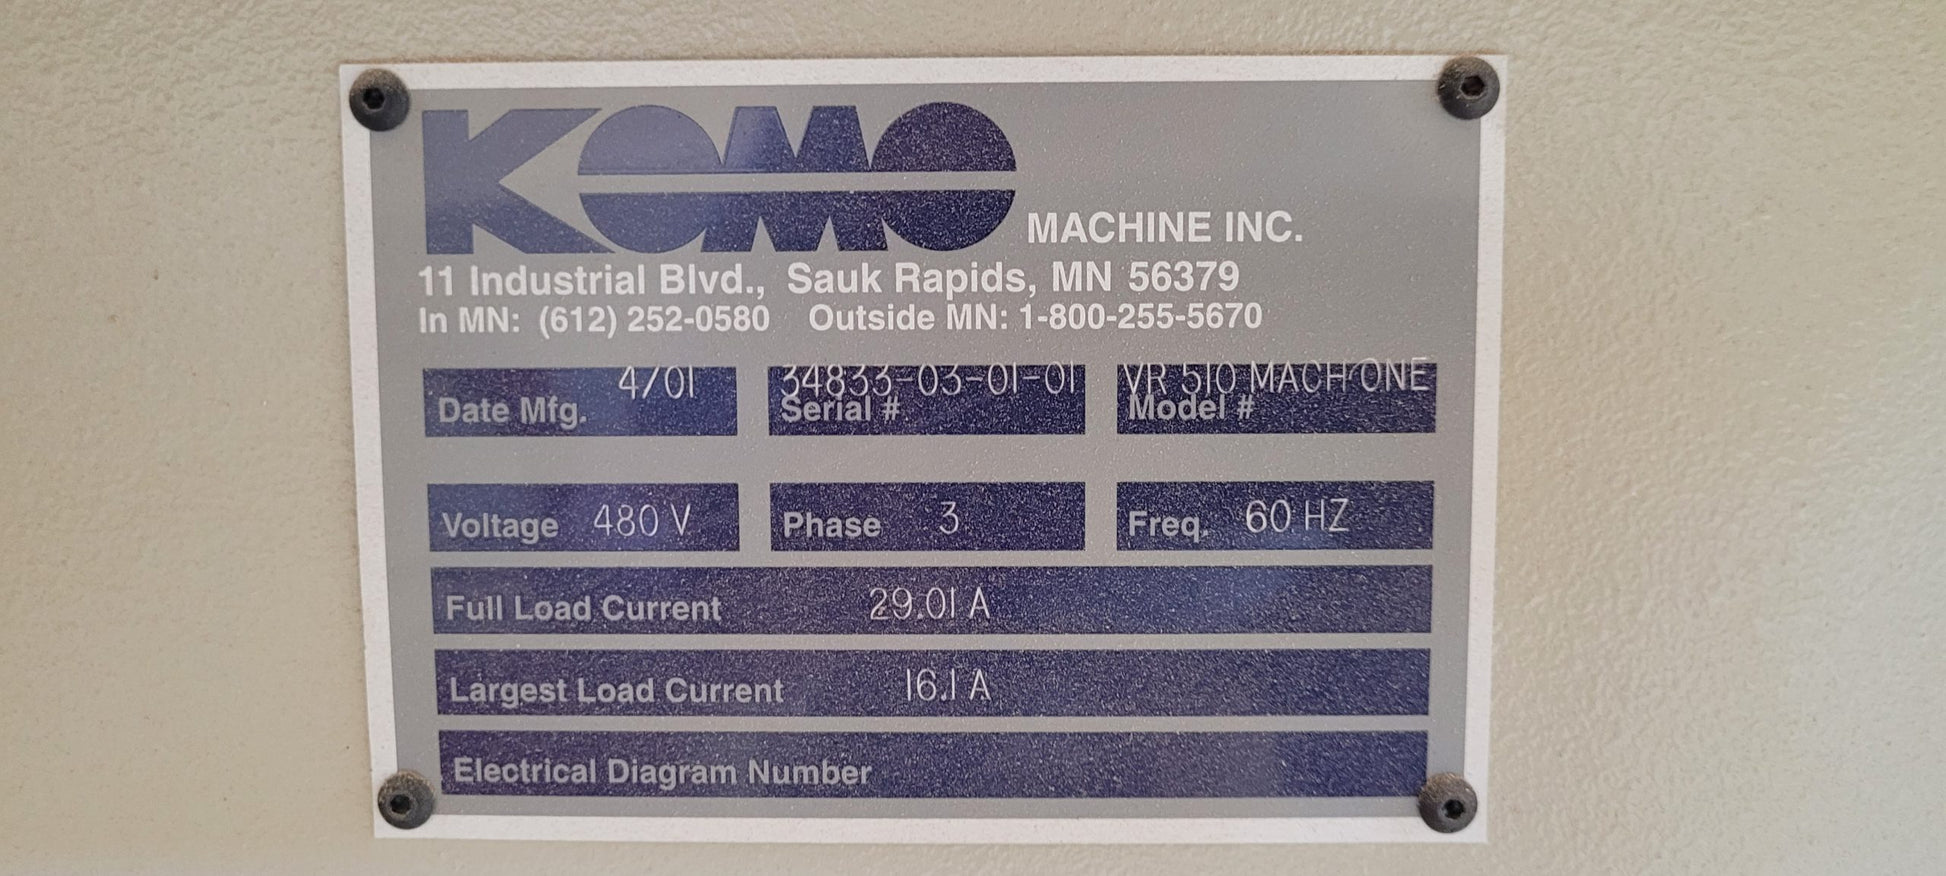 KOMO MACHINE INC.
11 Industrial Blvd., Sauk Rapids, MN 56379
In MN: (612) 252-0580 Outside MN: 1-800-255-5670
Date Mfg. 4/01 Serial # 34833-03-01-01 Model # VR 510 MACH ONE
Voltage 480 V Phase 3 Freq. 60 HZ
Full Load Current 29.01 A
Largest Load Current 16.1 A
Electrical Diagram Number